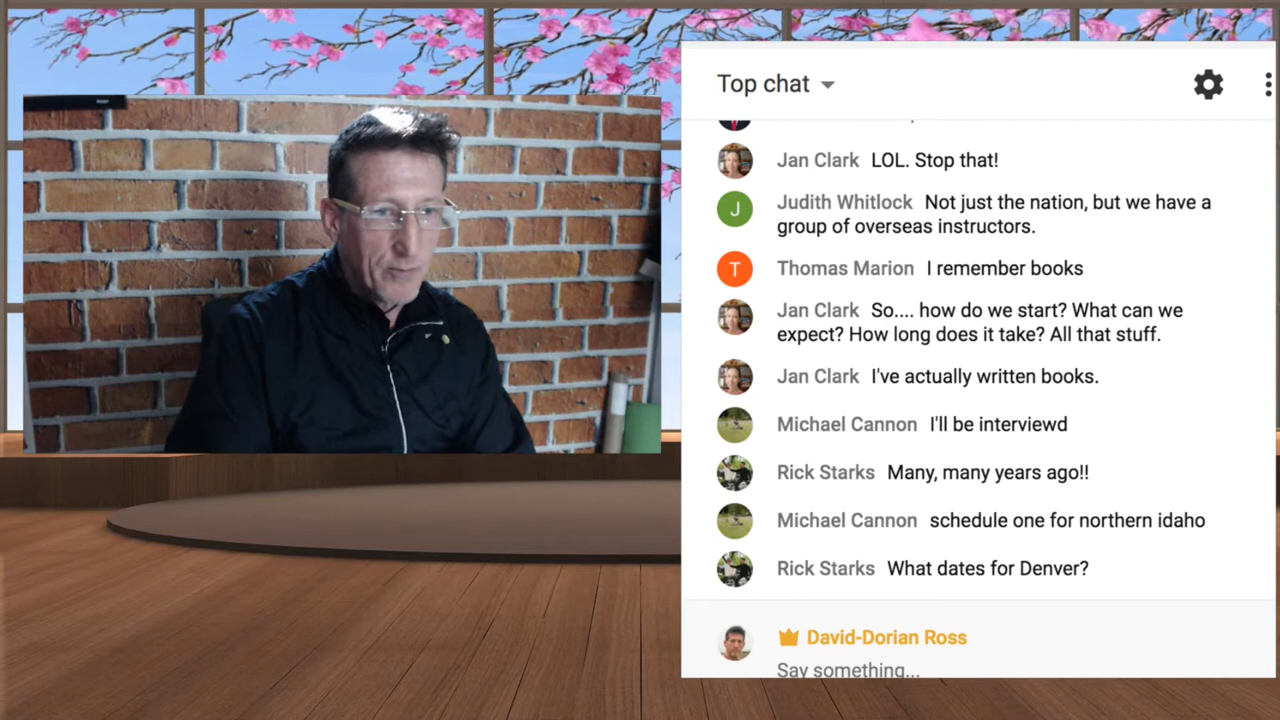 Top chat
Jan Clark LOL. Stop that!
Judith Whitlock Not just the nation, but we have a
group of overseas instructors.
Thomas Marion I remember books
Jan Clark So.... how do we start? What can we
expect? How long does it take? All that stuff.
Jan Clark I've actually written books.
Michael Cannon I'll be interviewd
Rick Starks Many, many years ago!!
Michael Cannon schedule one for northern idaho
Rick Starks What dates for Denver?
David-Dorian Ross
Say something...